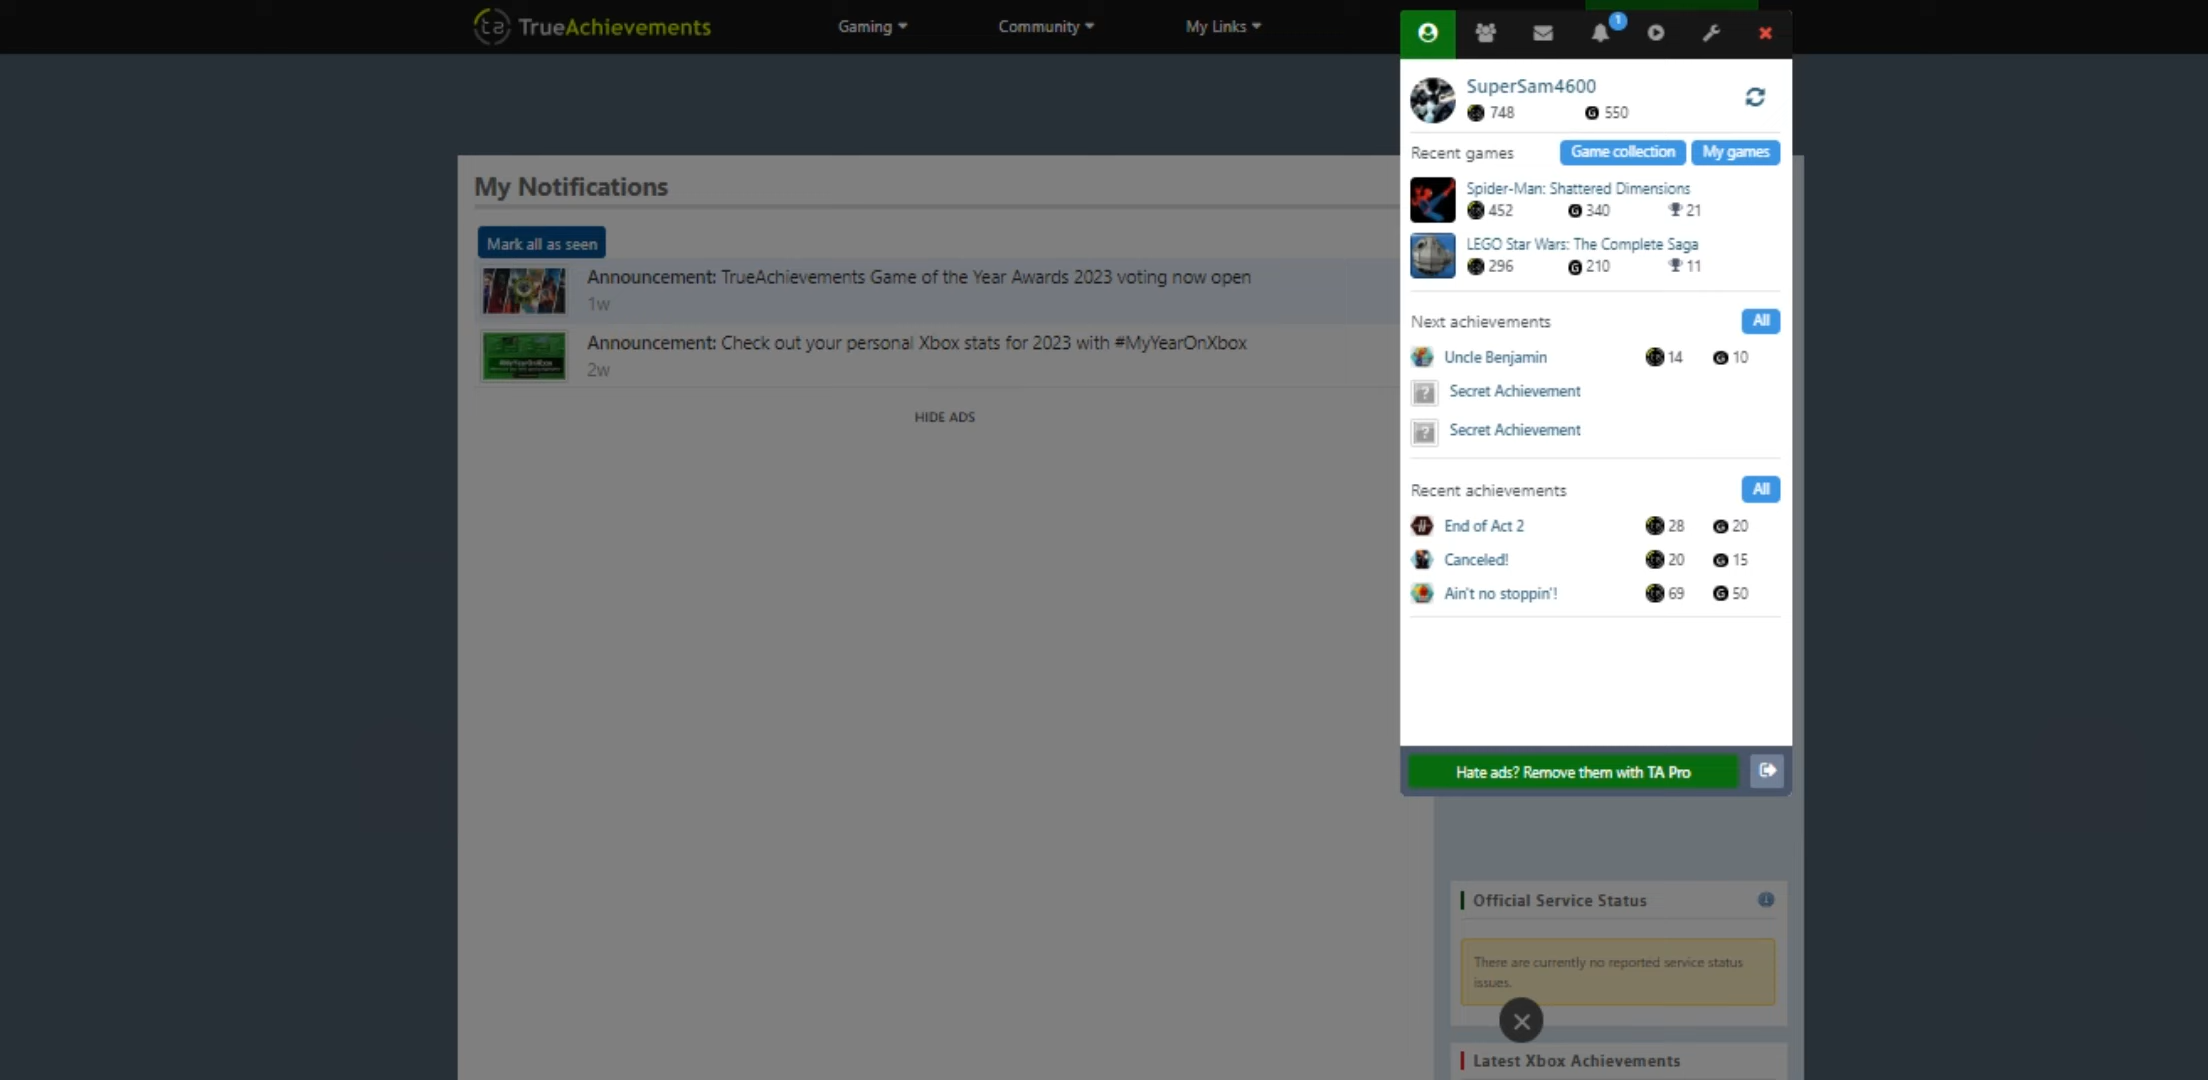 TrueAchievements
Gaming
Community
My Links
1
SuperSam4600
748
G 550
Recent games
Game collection
My games
Spider-Man: Shattered Dimensions
452
G 340
21
LEGO Star Wars: The Complete Saga
296
G 210
11
Next achievements
All
Uncle Benjamin
14
G 10
? Secret Achievement
? Secret Achievement
Recent achievements
All
End of Act 2
28
G 20
Canceled!
20
G 15
Ain't no stoppin'!
69
G 50
Hate ads? Remove them with TA Pro
My Notifications
Mark all as seen
Announcement: TrueAchievements Game of the Year Awards 2023 voting now open
1w
Announcement: Check out your personal Xbox stats for 2023 with #MyYearOnXbox
2w
HIDE ADS
Official Service Status
There are currently no reported service status
issues.
Latest Xbox Achievements